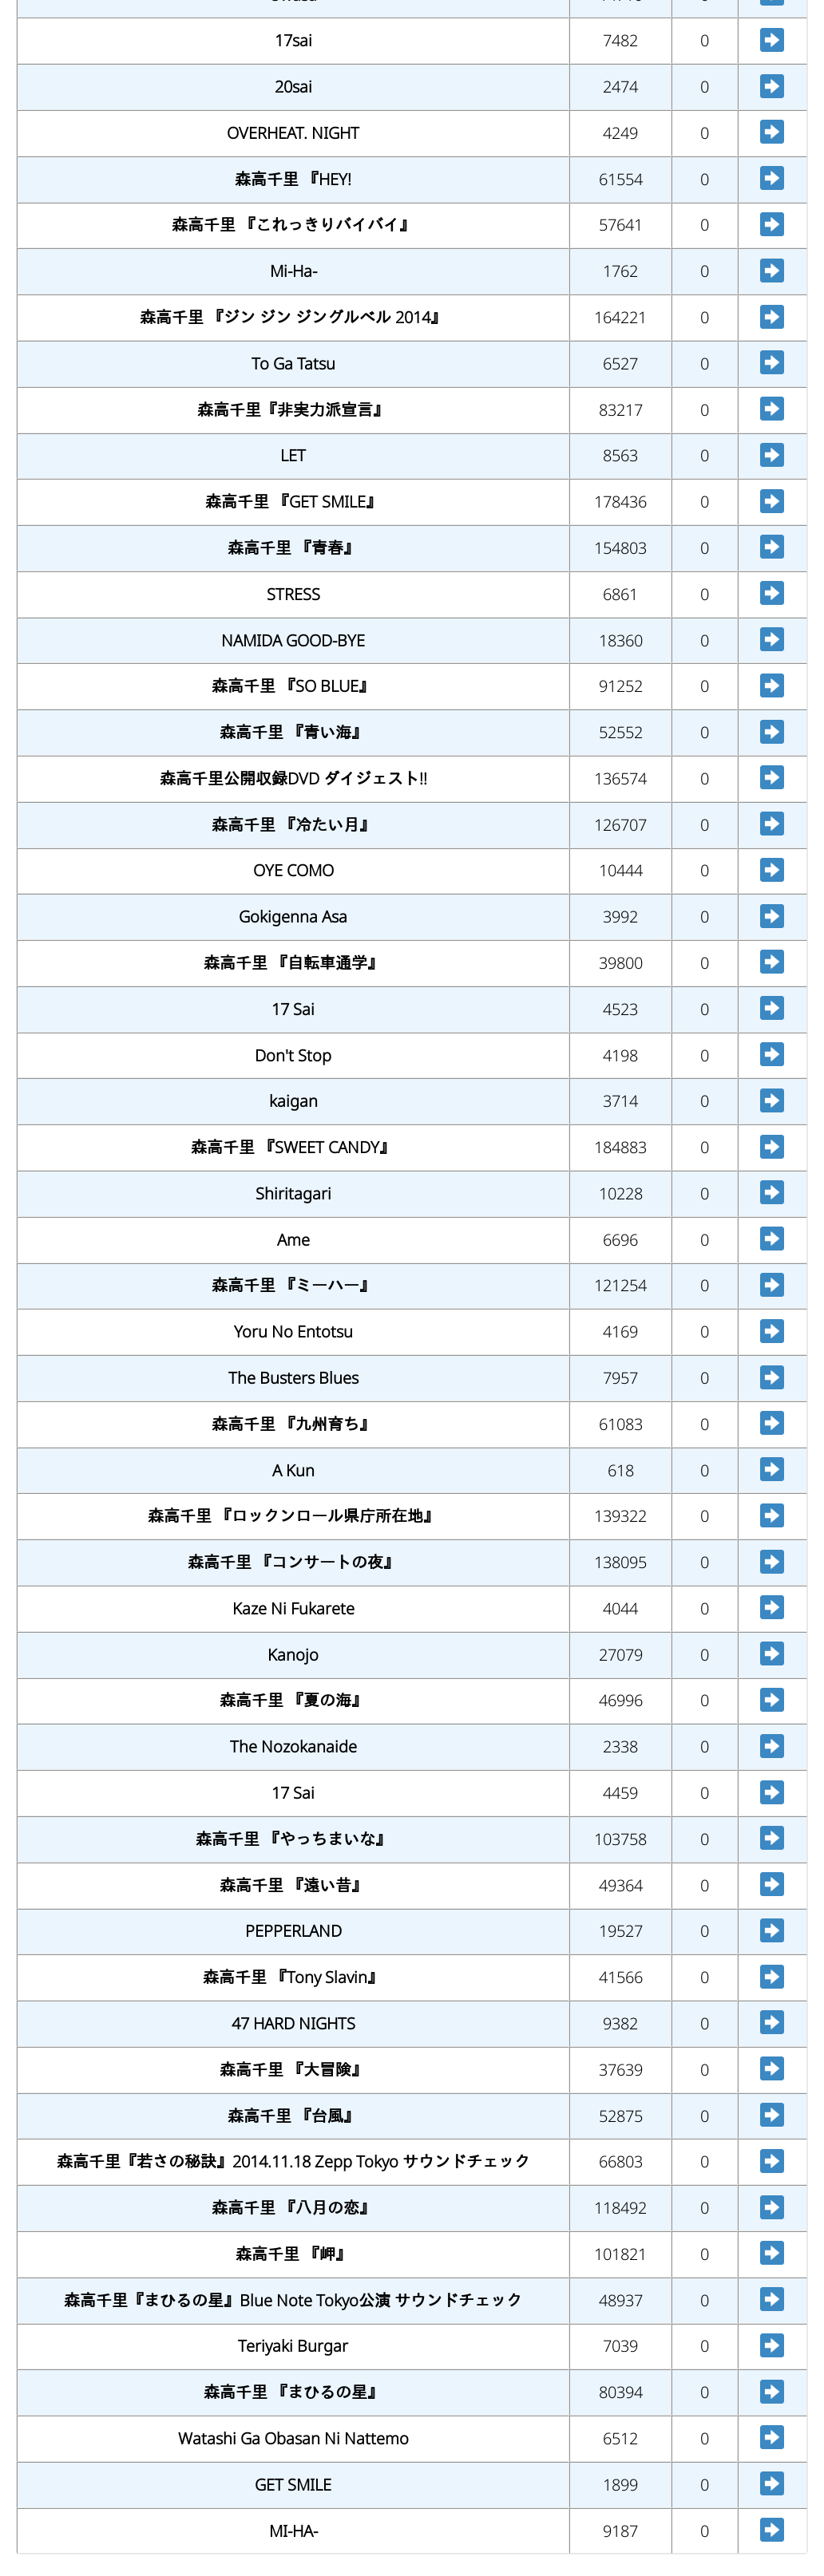 17sai 7482 0
20sai 2474 0
OVERHEAT. NIGHT 4249 0
森高千里 『HEY! 61554 0
森高千里 『これっきりバイバイ』 57641 0
Mi-Ha- 1762 0
森高千里 『ジン ジン ジングルベル 2014』 164221 0
To Ga Tatsu 6527 0
森高千里『非実力派宣言』 83217 0
LET 8563 0
森高千里 『GET SMILE』 178436 0
森高千里 『青春』 154803 0
STRESS 6861 0
NAMIDA GOOD-BYE 18360 0
森高千里 『SO BLUE』 91252 0
森高千里 『青い海』 52552 0
森高千里公開収録DVD ダイジェスト!! 136574 0
森高千里 『冷たい月』 126707 0
OYE COMO 10444 0
Gokigenna Asa 3992 0
森高千里 『自転車通学』 39800 0
17 Sai 4523 0
Don't Stop 4198 0
kaigan 3714 0
森高千里 『SWEET CANDY』 184883 0
Shiritagari 10228 0
Ame 6696 0
森高千里 『ミーハー』 121254 0
Yoru No Entotsu 4169 0
The Busters Blues 7957 0
森高千里 『九州育ち』 61083 0
A Kun 618 0
森高千里 『ロックンロール県庁所在地』 139322 0
森高千里 『コンサートの夜』 138095 0
Kaze Ni Fukarete 4044 0
Kanojo 27079 0
森高千里 『夏の海』 46996 0
The Nozokanaide 2338 0
17 Sai 4459 0
森高千里 『やっちまいな』 103758 0
森高千里 『遠い昔』 49364 0
PEPPERLAND 19527 0
森高千里 『Tony Slavin』 41566 0
47 HARD NIGHTS 9382 0
森高千里 『大冒険』 37639 0
森高千里 『台風』 52875 0
森高千里『若さの秘訣』2014.11.18 Zepp Tokyo サウンドチェック 66803 0
森高千里 『八月の恋』 118492 0
森高千里 『岬』 101821 0
森高千里『まひるの星』Blue Note Tokyo公演 サウンドチェック 48937 0
Teriyaki Burgar 7039 0
森高千里 『まひるの星』 80394 0
Watashi Ga Obasan Ni Nattemo 6512 0
GET SMILE 1899 0
MI-HA- 9187 0